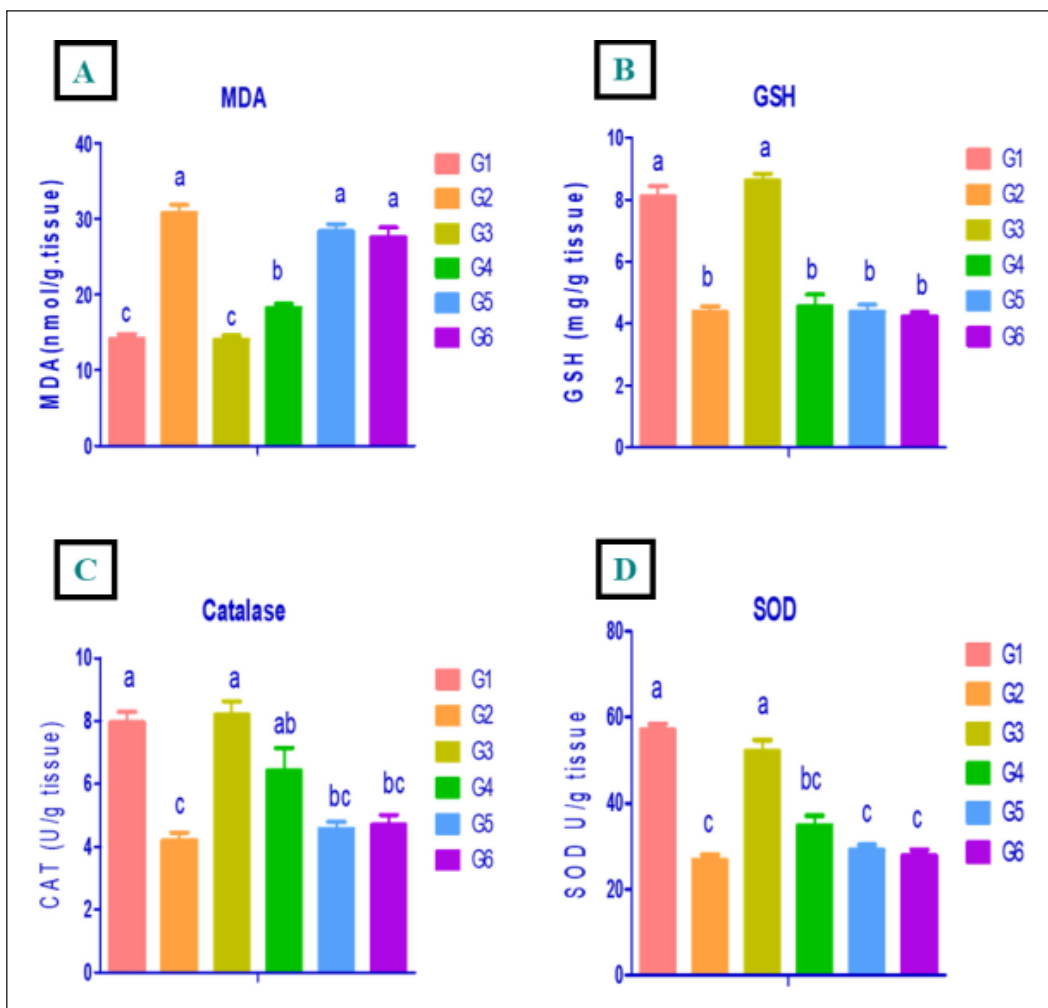 A
MDA
MDA(nmol/g.tissue)
40
30
20
10
0
c
a
c
b
a
a
G1
G2
G3
G4
G5
G6
B
GSH
GSH (mg/g tissue)
10
8
6
4
2
0
a
b
a
b
b
b
G1
G2
G3
G4
G5
G6
C
Catalase
CAT (U/g tissue)
10
8
6
4
2
0
a
c
a
ab
bc
bc
G1
G2
G3
G4
G5
G6
D
SOD
SOD U/g tissue
80
60
40
20
0
a
c
a
bc
c
c
G1
G2
G3
G4
G5
G6